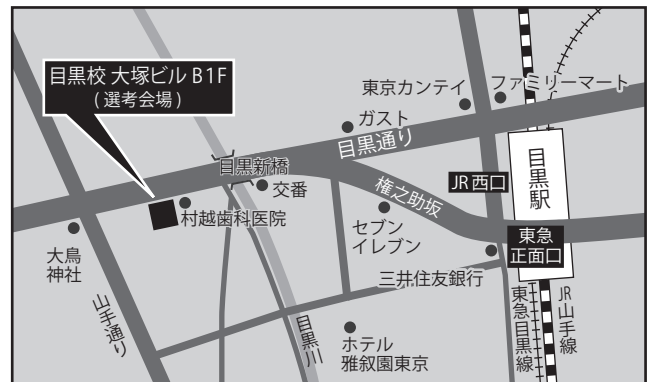 目黒校 大塚ビル B1F
( 選考会場 )
東京カンテイ
ファミリーマート
ガスト
目黒通り
目黒新橋
交番
村越歯科医院
大鳥
神社
山手通り
目黒川
権之助坂
セブン
イレブン
JR 西口
目黒駅
東急
正面口
三井住友銀行
ホテル
雅叙園東京
東急目黒線
JR山手線